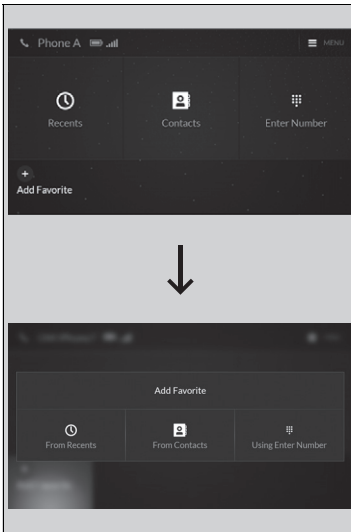 Phone A
MENU
Recents
Contacts
Enter Number
Add Favorite
Add Favorite
From Recents
From Contacts
Using Enter Number